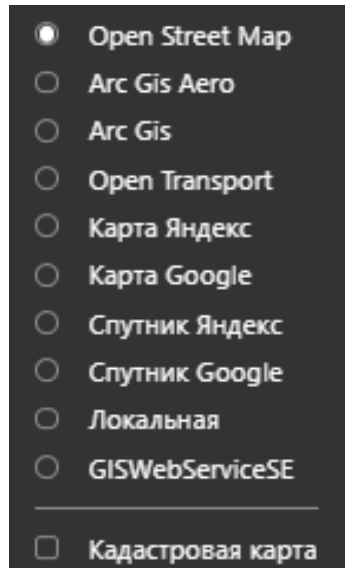 Open Street Map
Arc Gis Aero
Arc Gis
Open Transport
Карта Яндекс
Карта Google
Спутник Яндекс
Спутник Google
Локальная
GISWebServiceSE
Кадастровая карта